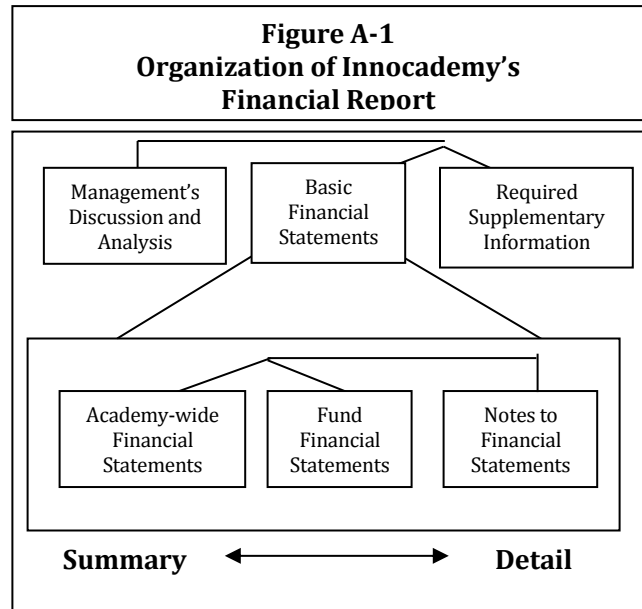 Figure A-1
Organization of Innocademy’s
Financial Report
Management’s
Discussion and
Analysis
Basic
Financial
Statements
Required
Supplementary
Information
Academy-wide
Financial
Statements
Fund
Financial
Statements
Notes to
Financial
Statements
Summary
Detail